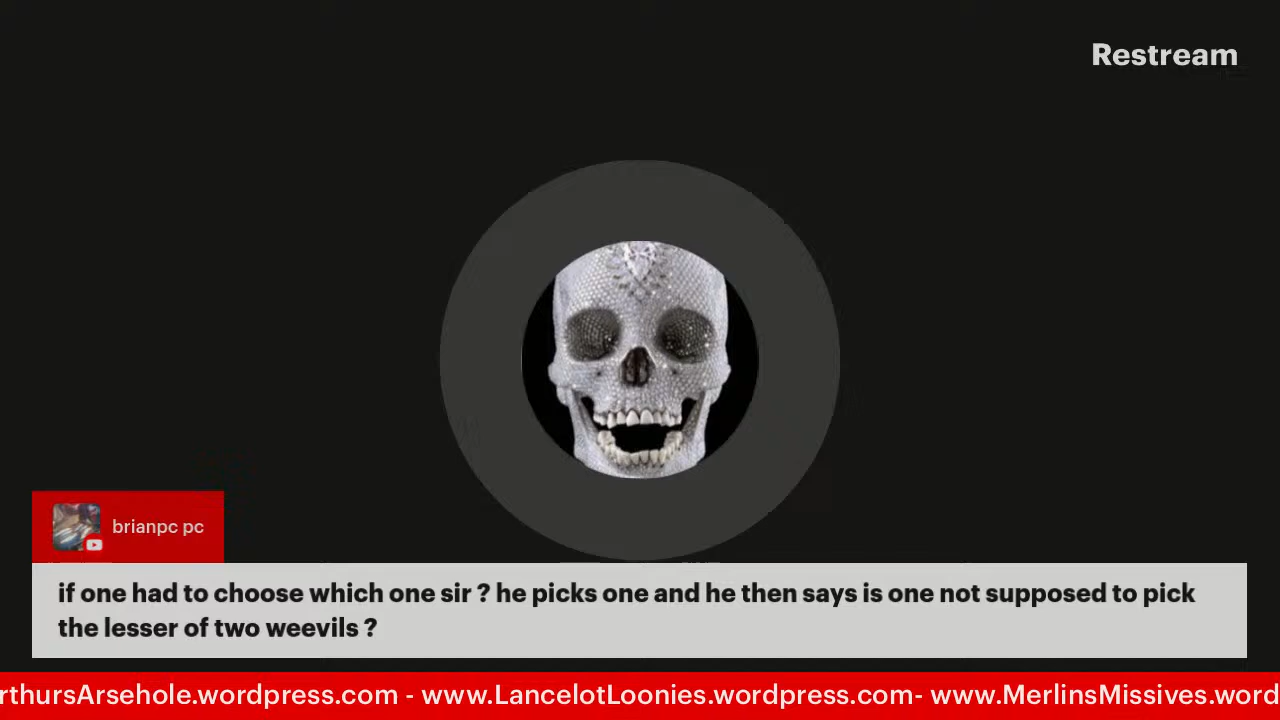 Restream
brianpc pc
if one had to choose which one sir ? he picks one and he then says is one not supposed to pick
the lesser of two weevils ?
rthursArsehole.wordpress.com - www.LancelotLoonies.wordpress.com- www.MerlinsMissives.word